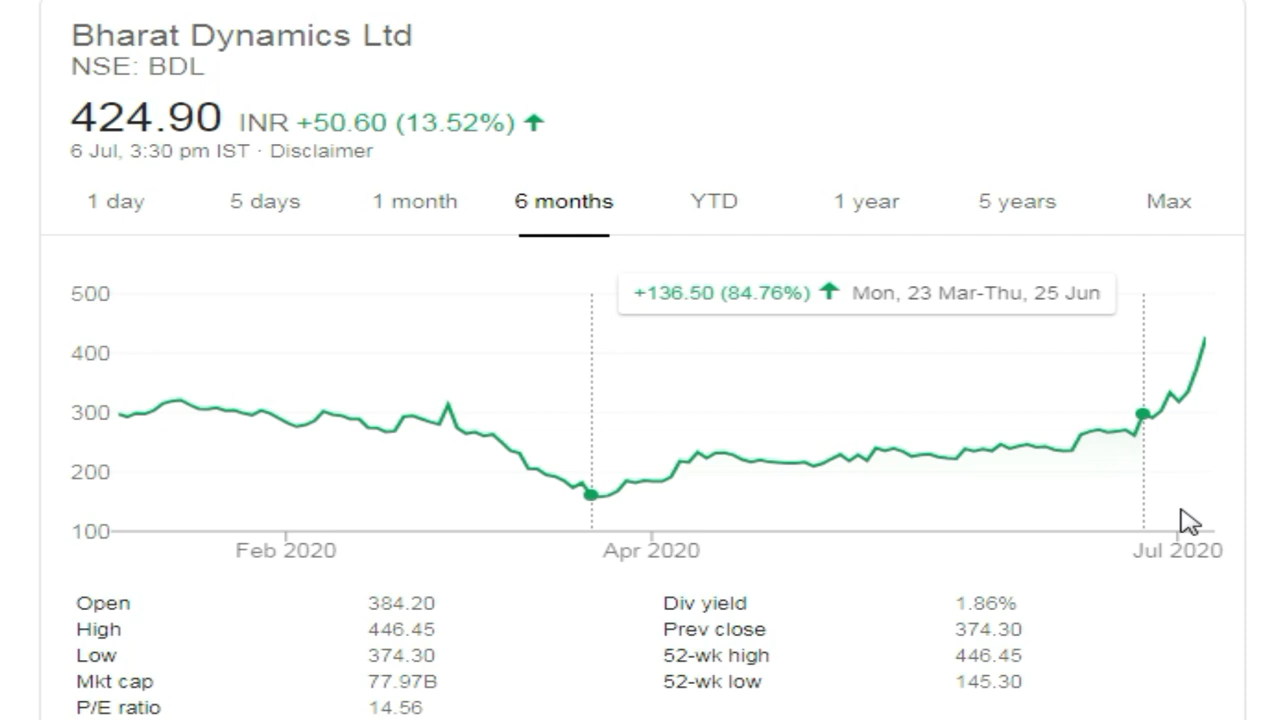 Bharat Dynamics Ltd
NSE: BDL
424.90 INR +50.60 (13.52%) ↑
6 Jul, 3:30 pm IST · Disclaimer
1 day 5 days 1 month 6 months YTD 1 year 5 years Max
+136.50 (84.76%) ↑ Mon, 23 Mar-Thu, 25 Jun
500
400
300
200
100
Feb 2020 Apr 2020 Jul 2020
Open 384.20 Div yield 1.86%
High 446.45 Prev close 374.30
Low 374.30 52-wk high 446.45
Mkt cap 77.97B 52-wk low 145.30
P/E ratio 14.56